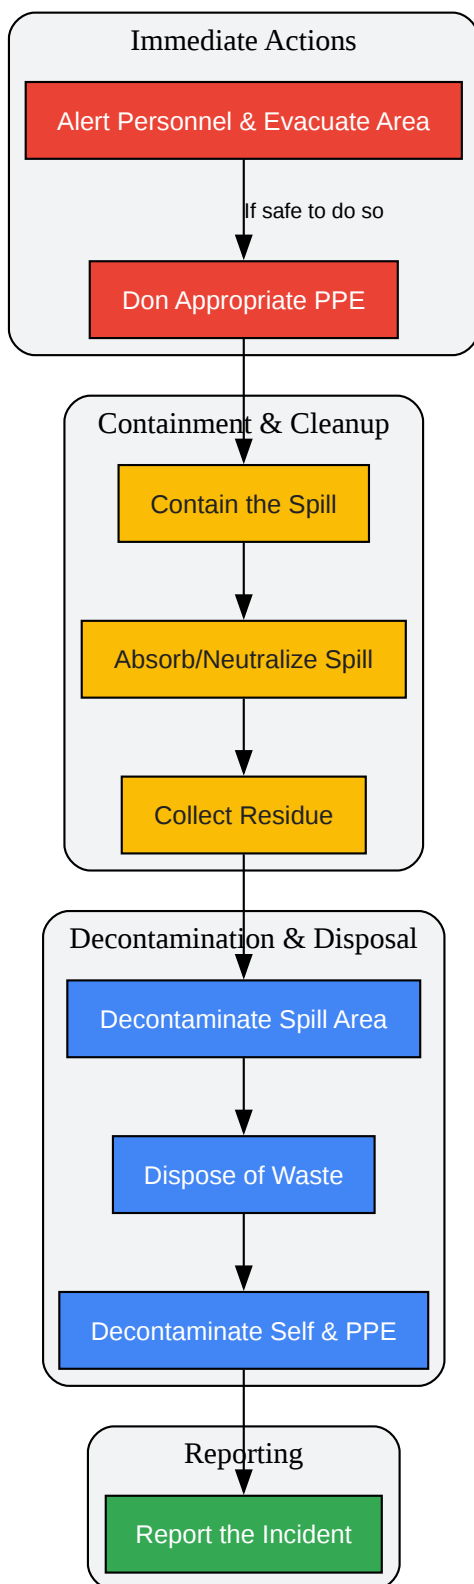 Immediate Actions
Alert Personnel & Evacuate Area
If safe to do so
Don Appropriate PPE
Containment & Cleanup
Contain the Spill
Absorb/Neutralize Spill
Collect Residue
Decontamination & Disposal
Decontaminate Spill Area
Dispose of Waste
Decontaminate Self & PPE
Reporting
Report the Incident